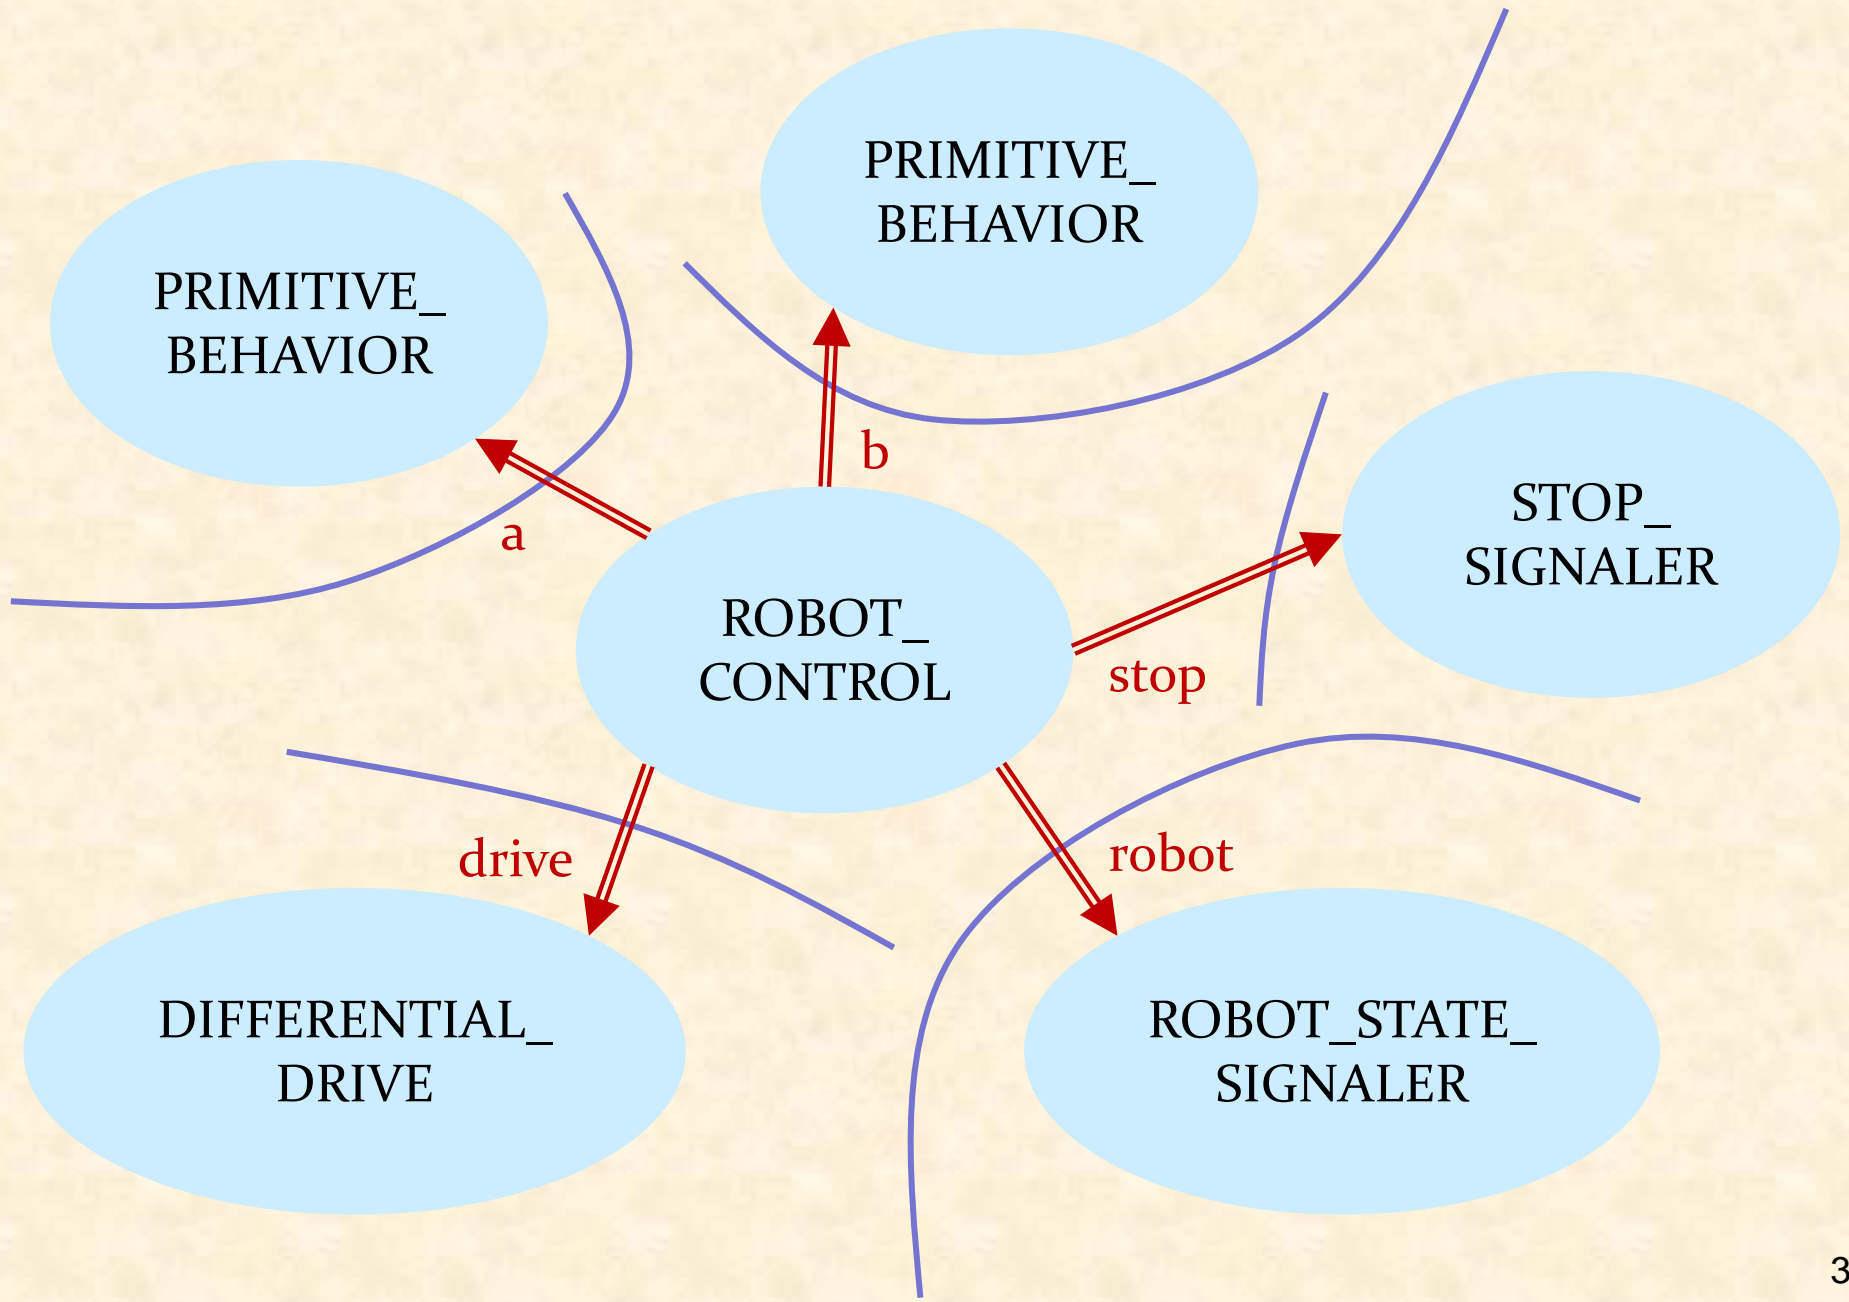 PRIMITIVE_
BEHAVIOR
PRIMITIVE_
BEHAVIOR
b
a
STOP_
SIGNALER
ROBOT_
CONTROL
stop
drive
robot
DIFFERENTIAL_
DRIVE
ROBOT_STATE_
SIGNALER
3